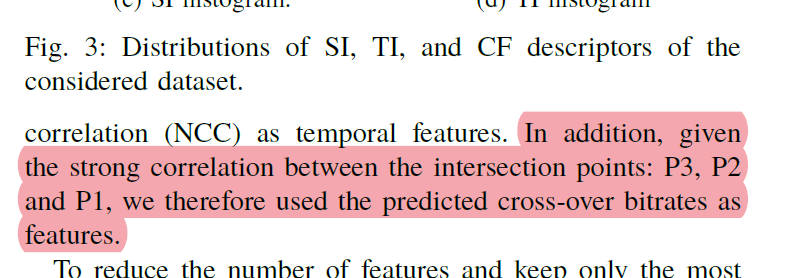 (c) SI histogram.
(d) TI histogram
Fig. 3: Distributions of SI, TI, and CF descriptors of the
considered dataset.
correlation (NCC) as temporal features. In addition, given
the strong correlation between the intersection points: P3, P2
and P1, we therefore used the predicted cross-over bitrates as
features.
To reduce the number of features and keep only the most